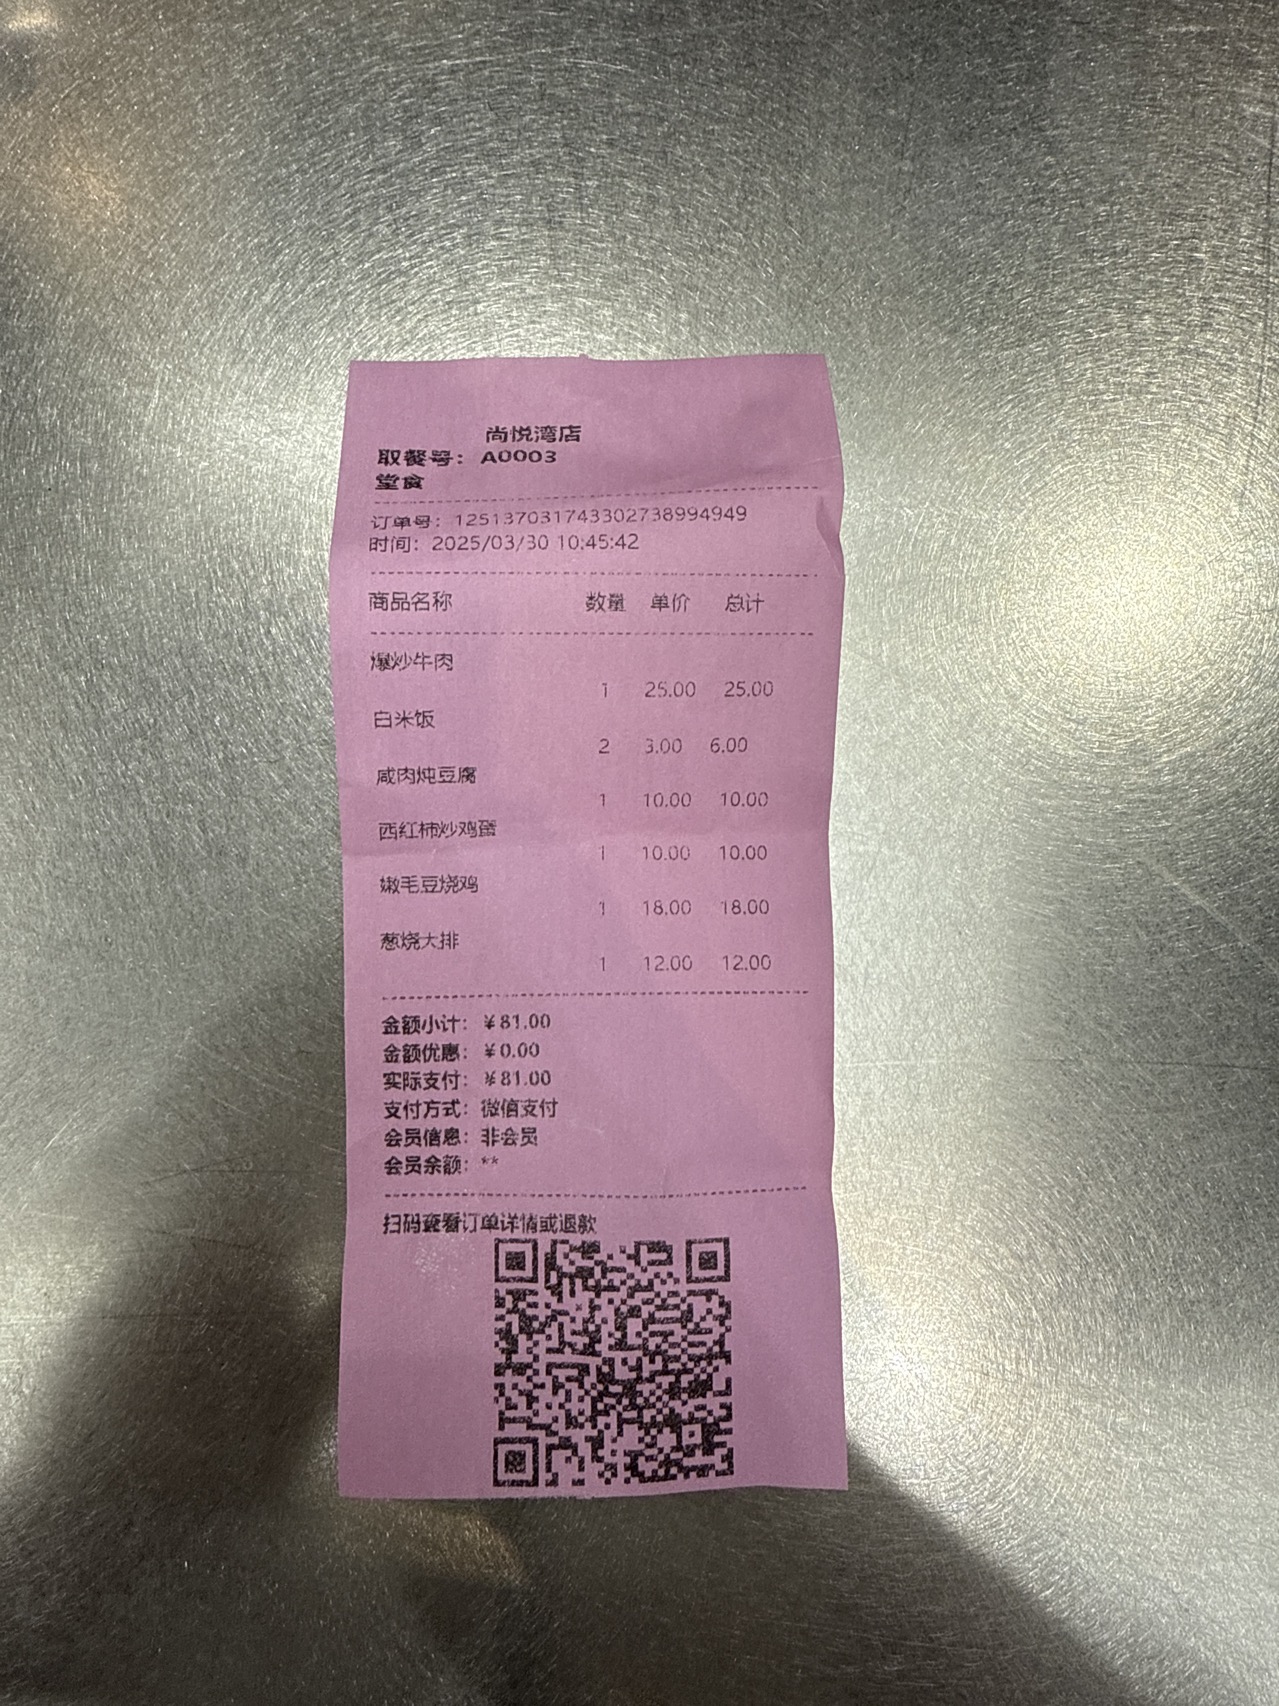 尚悦湾店
取餐号：A0003
堂食
订单号：1251370317433302738994949
时间：2025/03/30 10:45:42
商品名称 数量 单价 总计
爆炒牛肉
1 25.00 25.00
白米饭
2 3.00 6.00
咸肉炖豆腐
1 10.00 10.00
西红柿炒鸡蛋
1 10.00 10.00
嫩毛豆烧鸡
1 18.00 18.00
葱烧大排
1 12.00 12.00
金额小计：￥81.00
金额优惠：￥0.00
实际支付：￥81.00
支付方式：微信支付
会员信息：非会员
会员余额：**
扫码查看订单详情或退款